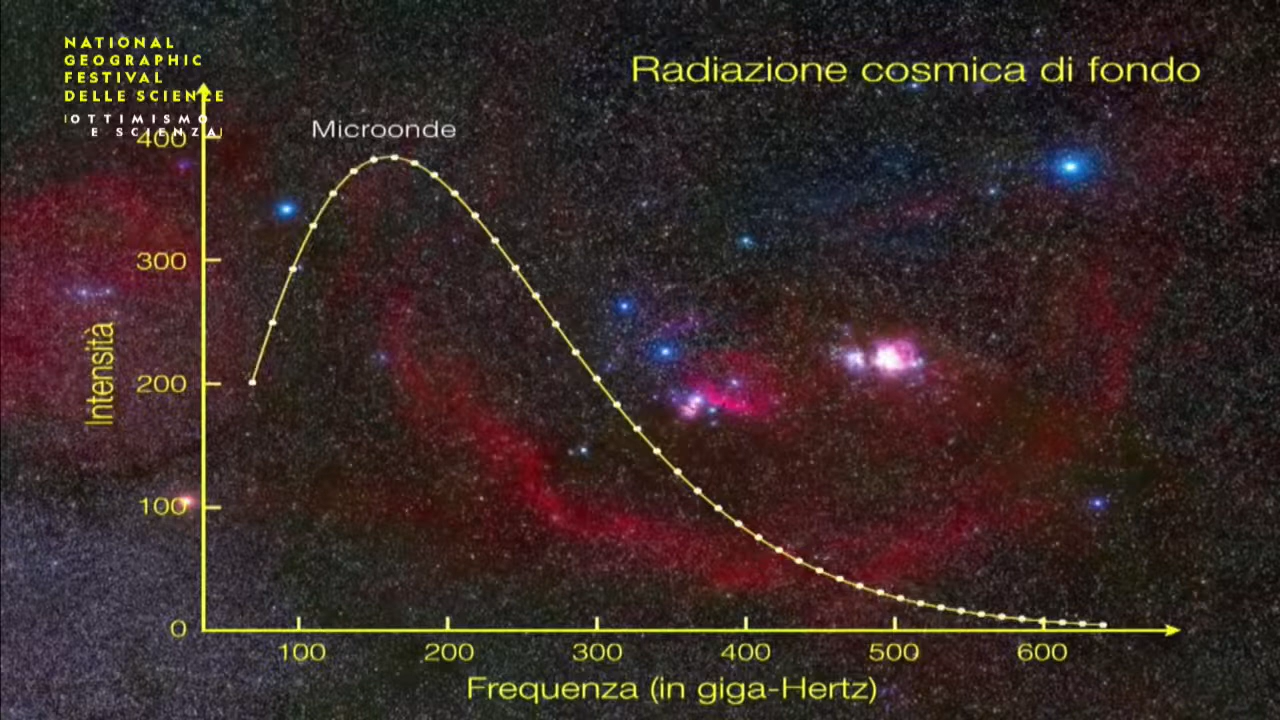 NATIONAL
GEOGRAPHIC
FESTIVAL
DELLE SCIENZE
OTTIMISMO
E SCIENZA
Radiazione cosmica di fondo
Microonde
400
300
200
100
0
Intensità
100 200 300 400 500 600
Frequenza (in giga-Hertz)